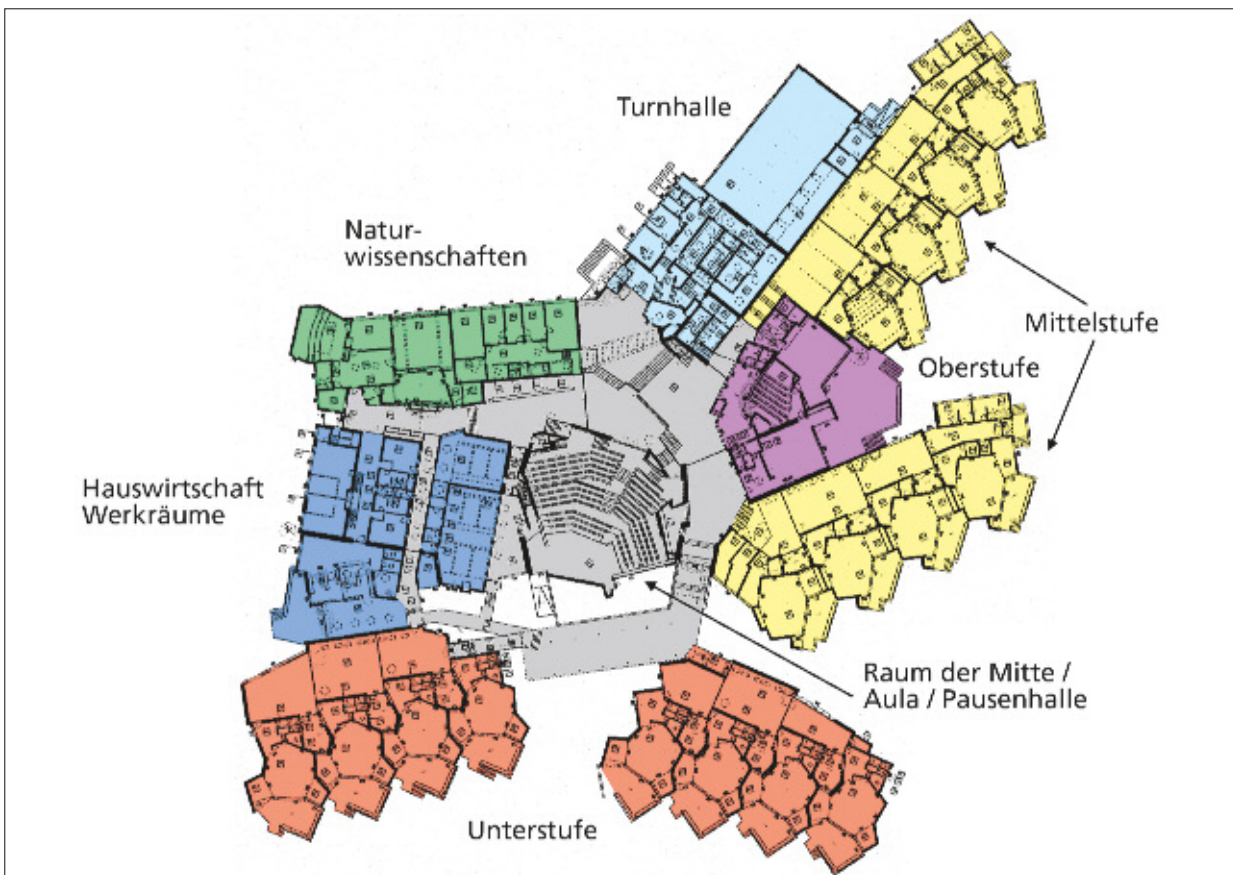 Turnhalle
Natur-
wissenschaften
Mittelstufe
Oberstufe
Hauswirtschaft
Werkräume
Raum der Mitte /
Aula / Pausenhalle
Unterstufe